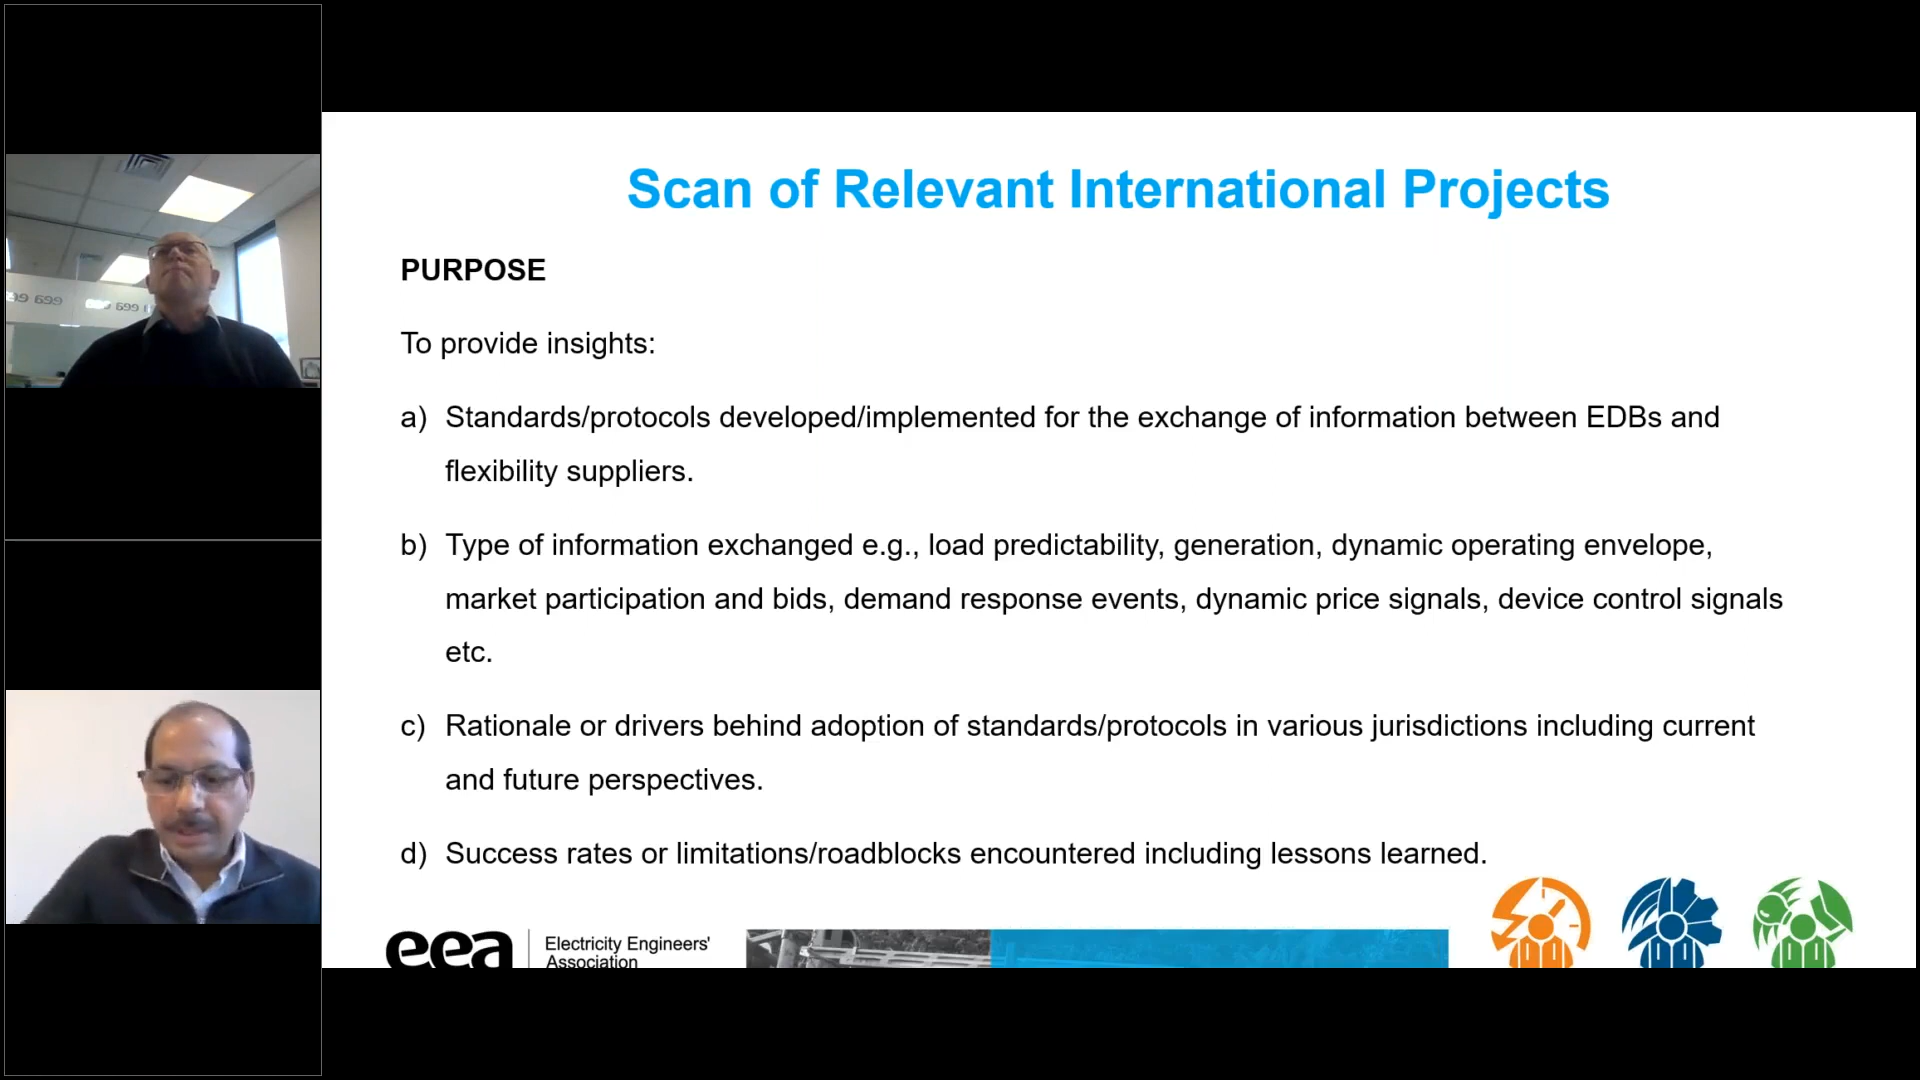 Scan of Relevant International Projects
PURPOSE
To provide insights:
a) Standards/protocols developed/implemented for the exchange of information between EDBs and
flexibility suppliers.
b) Type of information exchanged e.g., load predictability, generation, dynamic operating envelope,
market participation and bids, demand response events, dynamic price signals, device control signals
etc.
c) Rationale or drivers behind adoption of standards/protocols in various jurisdictions including current
and future perspectives.
d) Success rates or limitations/roadblocks encountered including lessons learned.
eea
Electricity Engineers'
Association
eea
eea